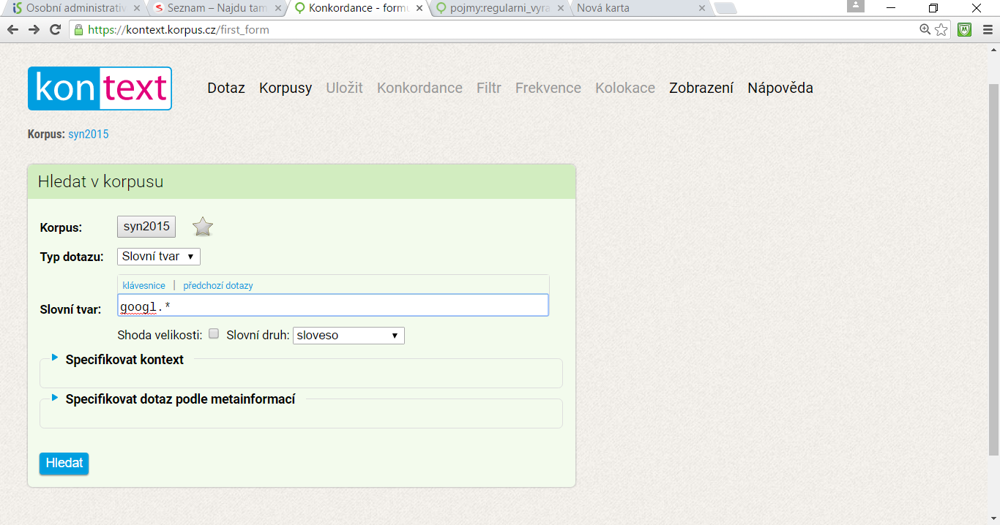 Osobní administrativ Seznam – Najdu tam Konkordance - formu pojmy:regularni_vyra Nová karta
https://kontext.korpus.cz/first_form
kontext Dotaz Korpusy Uložit Konkordance Filtr Frekvence Kolokace Zobrazení Nápověda
Korpus: syn2015
Hledat v korpusu
Korpus: syn2015
Typ dotazu: Slovní tvar
klávesnice | předchozí dotazy
Slovní tvar: googl.*
Shoda velikosti: Slovní druh: sloveso
Specifikovat kontext
Specifikovat dotaz podle metainformací
Hledat